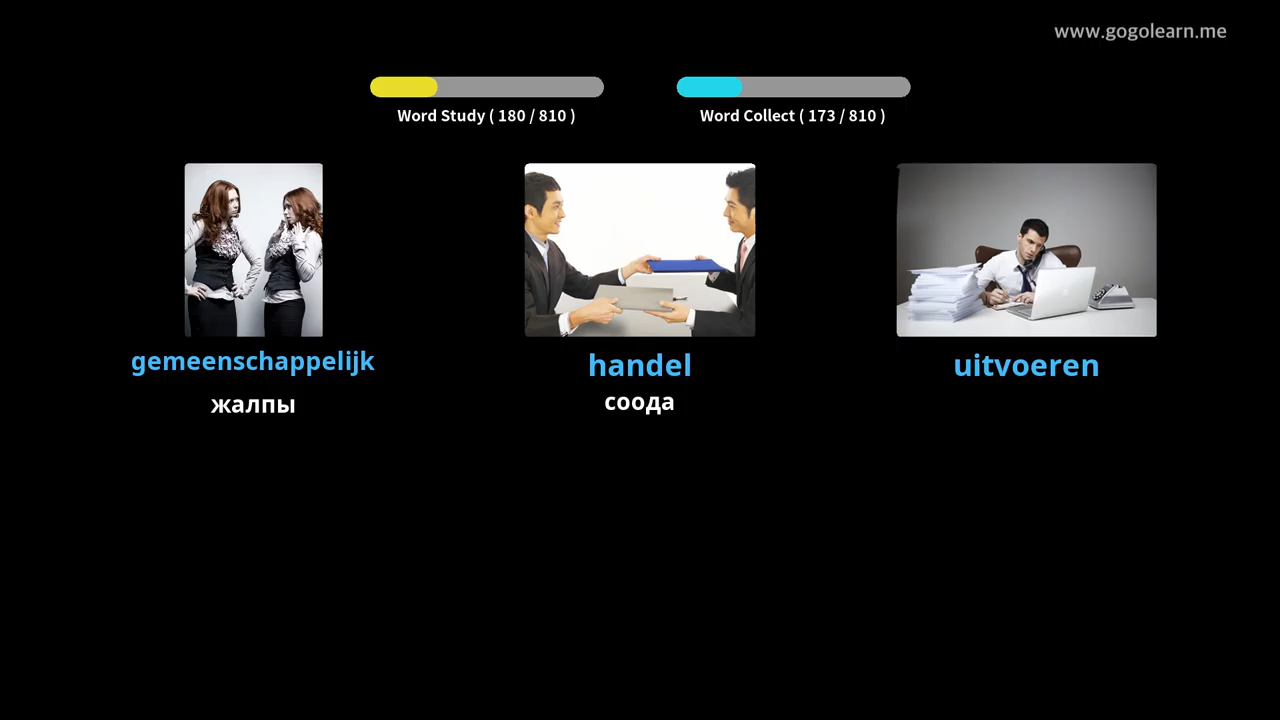 www.gogolearn.me
Word Study ( 180 / 810 )
Word Collect ( 173 / 810 )
gemeenschappelijk
жалпы
handel
соода
uitvoeren